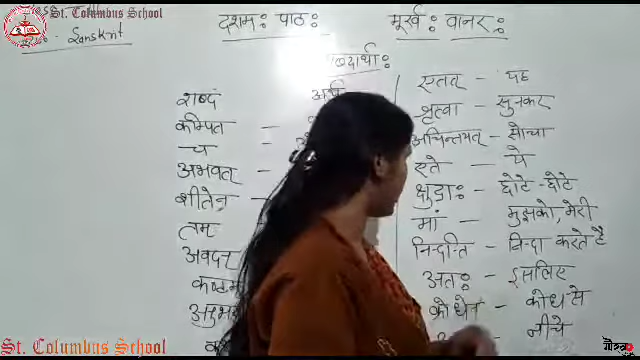 St. Columbus School
Sanskrit
दशमः पाठः
मूर्ख वानरः
शब्दार्थाः
शब्दं अर्थ
कम्पित -
च -
अभवत् -
शीतेन -
तम्
अवदत्
एतत् - यह
श्रृत्वा - सुनकर
अचिन्तयत् - सोचा
एते - ये
क्षुद्राः - छोटे-छोटे
मां - मुझको, मेरी
निन्दन्ति - निन्दा करते है
अतः - इसलिए
क्रोधेन - क्रोध से
नीचे
St. Columbus School